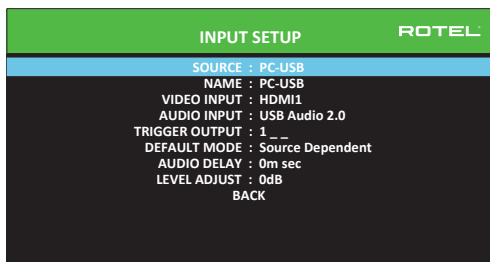 INPUT SETUP ROTEL
SOURCE : PC-USB
NAME : PC-USB
VIDEO INPUT : HDMI1
AUDIO INPUT : USB Audio 2.0
TRIGGER OUTPUT : 1 _ _
DEFAULT MODE : Source Dependent
AUDIO DELAY : 0m sec
LEVEL ADJUST : 0dB
BACK